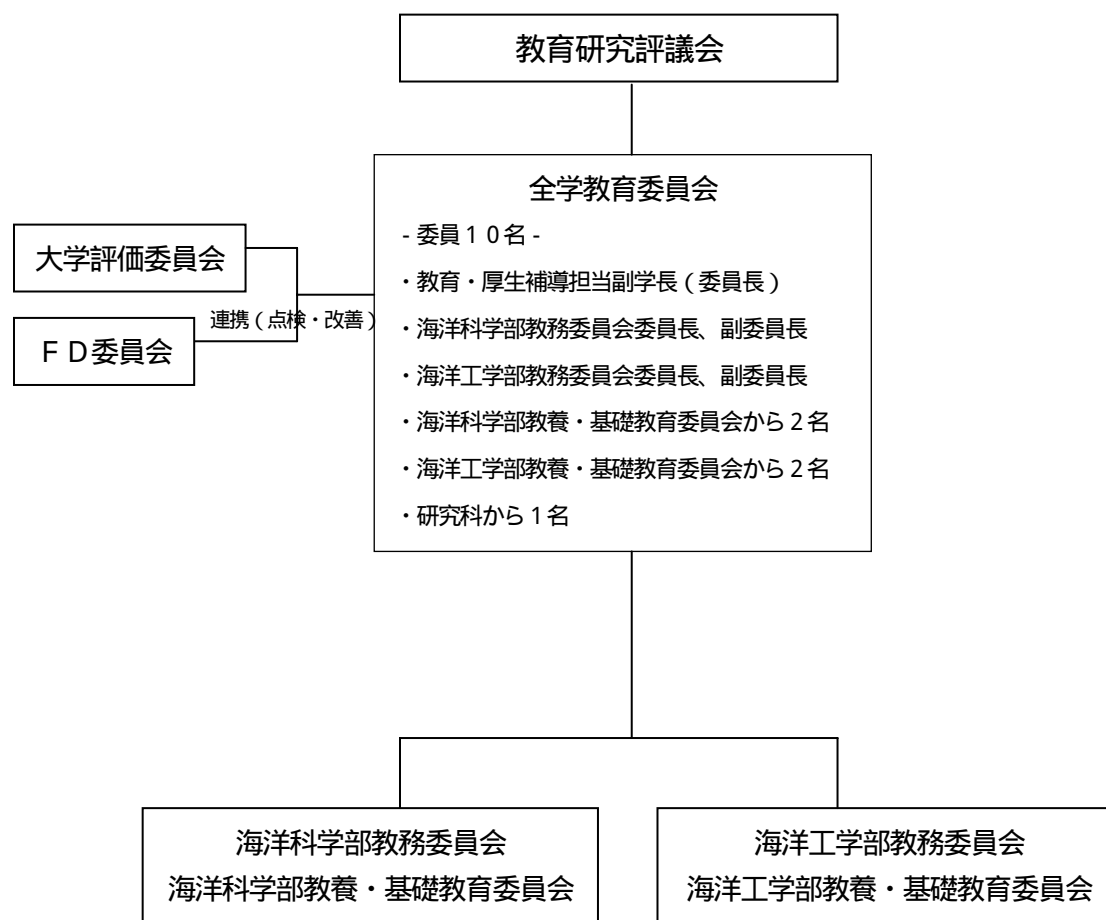 教育研究評議会
全学教育委員会
- 委員１０名 -
・教育・厚生補導担当副学長（委員長）
・海洋科学部教務委員会委員長、副委員長
・海洋工学部教務委員会委員長、副委員長
・海洋科学部教養・基礎教育委員会から２名
・海洋工学部教養・基礎教育委員会から２名
・研究科から１名
大学評価委員会
連携（点検・改善）
ＦＤ委員会
海洋科学部教務委員会
海洋科学部教養・基礎教育委員会
海洋工学部教務委員会
海洋工学部教養・基礎教育委員会